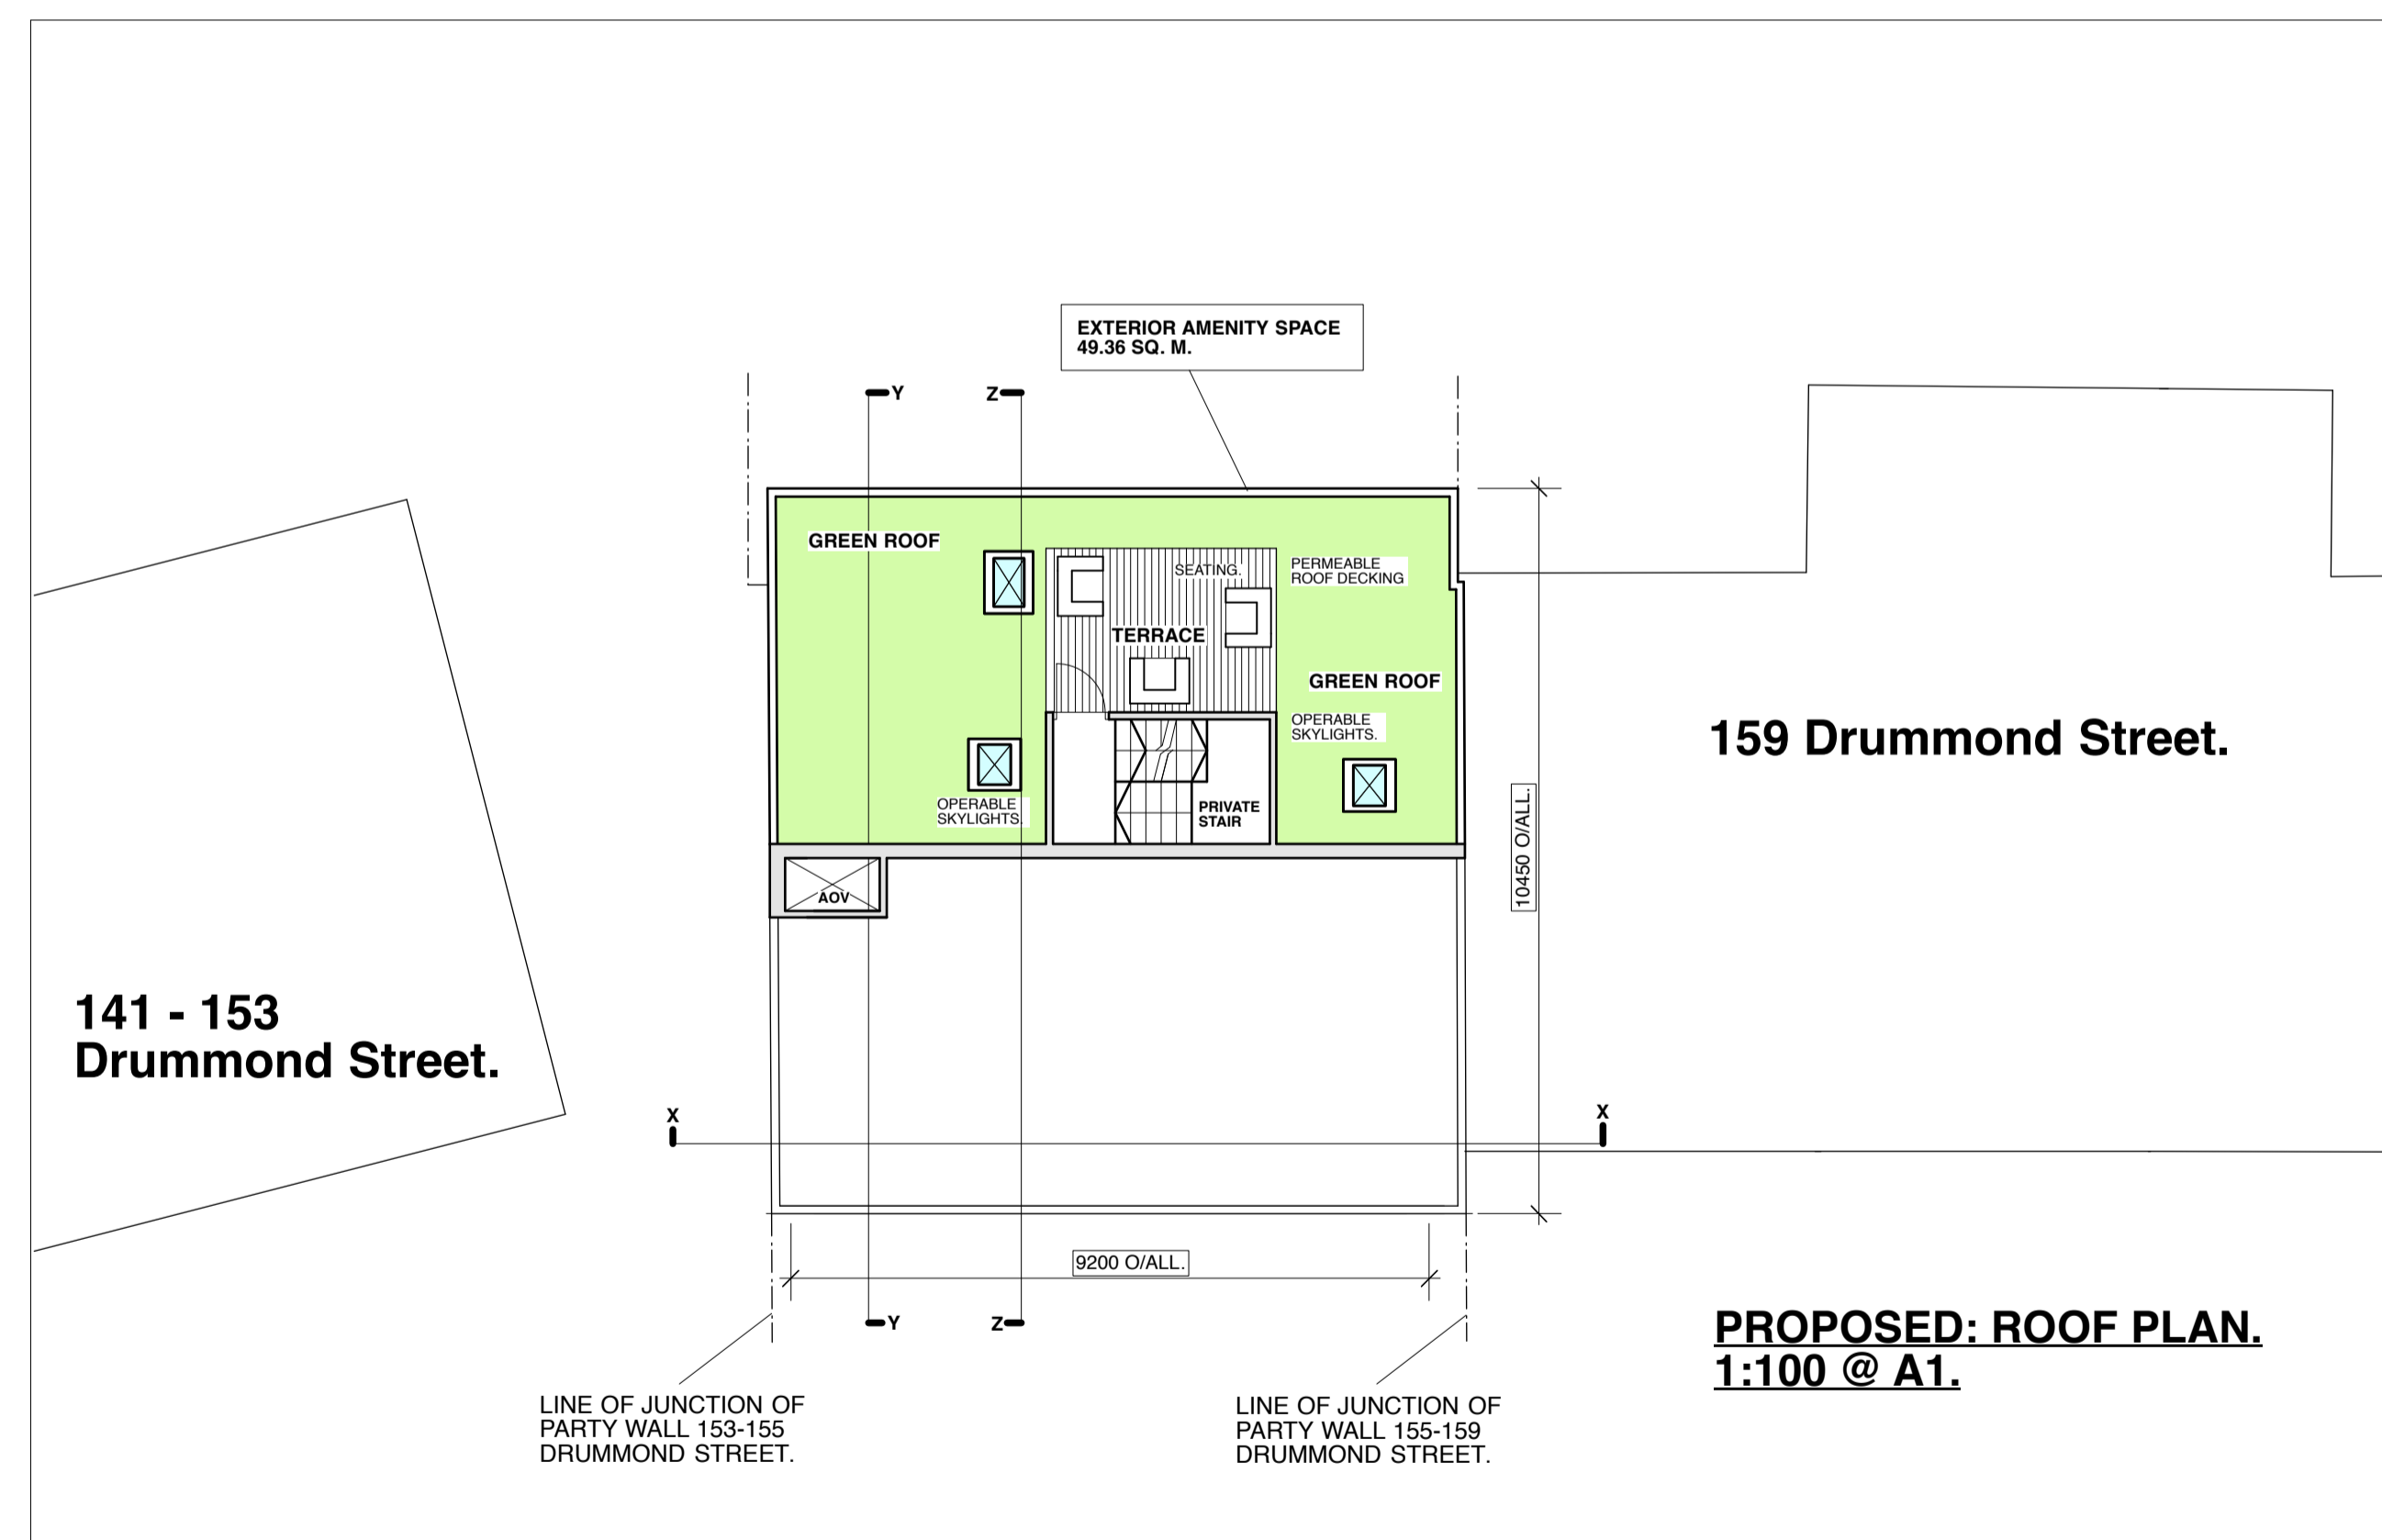 EXTERIOR AMENITY SPACE
49.36 SQ. M.
Y
Z
GREEN ROOF
SEATING.
PERMEABLE
ROOF DECKING
TERRACE
GREEN ROOF
OPERABLE
SKYLIGHTS.
159 Drummond Street.
OPERABLE
SKYLIGHTS.
PRIVATE
STAIR
10450 O/ALL.
AOV
141 - 153
Drummond Street.
X
X
9200 O/ALL.
Y
Z
PROPOSED: ROOF PLAN.
1:100 @ A1.
LINE OF JUNCTION OF
PARTY WALL 153-155
DRUMMOND STREET.
LINE OF JUNCTION OF
PARTY WALL 155-159
DRUMMOND STREET.